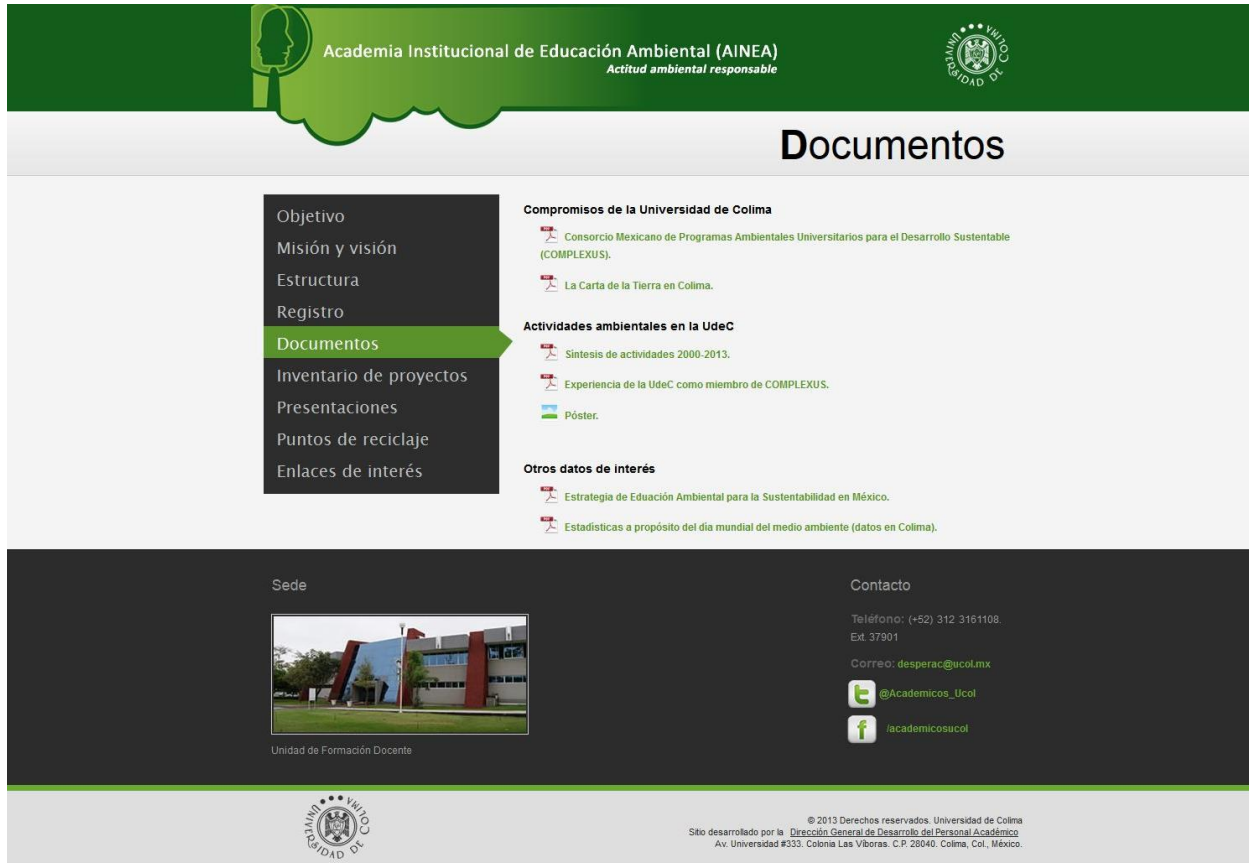 Academia Institucional de Educación Ambiental (AINEA)
Actitud ambiental responsable
UNIVERSIDAD DE COLIMA
Documentos
Objetivo
Misión y visión
Estructura
Registro
Documentos
Inventario de proyectos
Presentaciones
Puntos de reciclaje
Enlaces de interés
Compromisos de la Universidad de Colima
Consorcio Mexicano de Programas Ambientales Universitarios para el Desarrollo Sustentable
(COMPLEXUS).
La Carta de la Tierra en Colima.
Actividades ambientales en la UdeC
Síntesis de actividades 2000-2013.
Experiencia de la UdeC como miembro de COMPLEXUS.
Póster.
Otros datos de interés
Estrategia de Eduación Ambiental para la Sustentabilidad en México.
Estadísticas a propósito del día mundial del medio ambiente (datos en Colima).
Sede
Unidad de Formación Docente
Contacto
Teléfono: (+52) 312 3161108.
Ext. 37901
Correo: desperac@ucol.mx
@Academicos_Ucol
/academicosucol
UNIVERSIDAD DE COLIMA
© 2013 Derechos reservados. Universidad de Colima
Sitio desarrollado por la Dirección General de Desarrollo del Personal Académico
Av. Universidad #333. Colonia Las Víboras. C.P. 28040. Colima, Col., México.